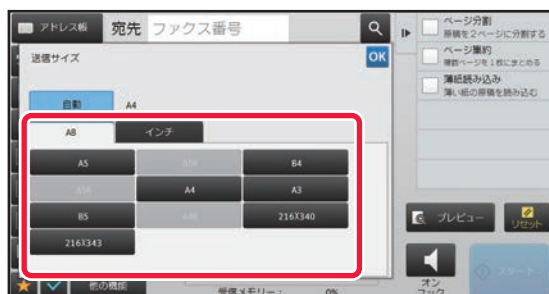 アドレス帳
宛先
ファックス番号
送信サイズ
OK
自動
A4
AB
インチ
A5
A5R
B4
A4
A3
B5
216X340
216X343
他の機能
受信メモリー：
0%
ページ分割
原稿を2ページに分割する
ページ集約
複数ページを1枚にまとめる
薄紙読み込み
薄い紙の原稿を読み込む
プレビュー
リセット
オン
フック
スタート